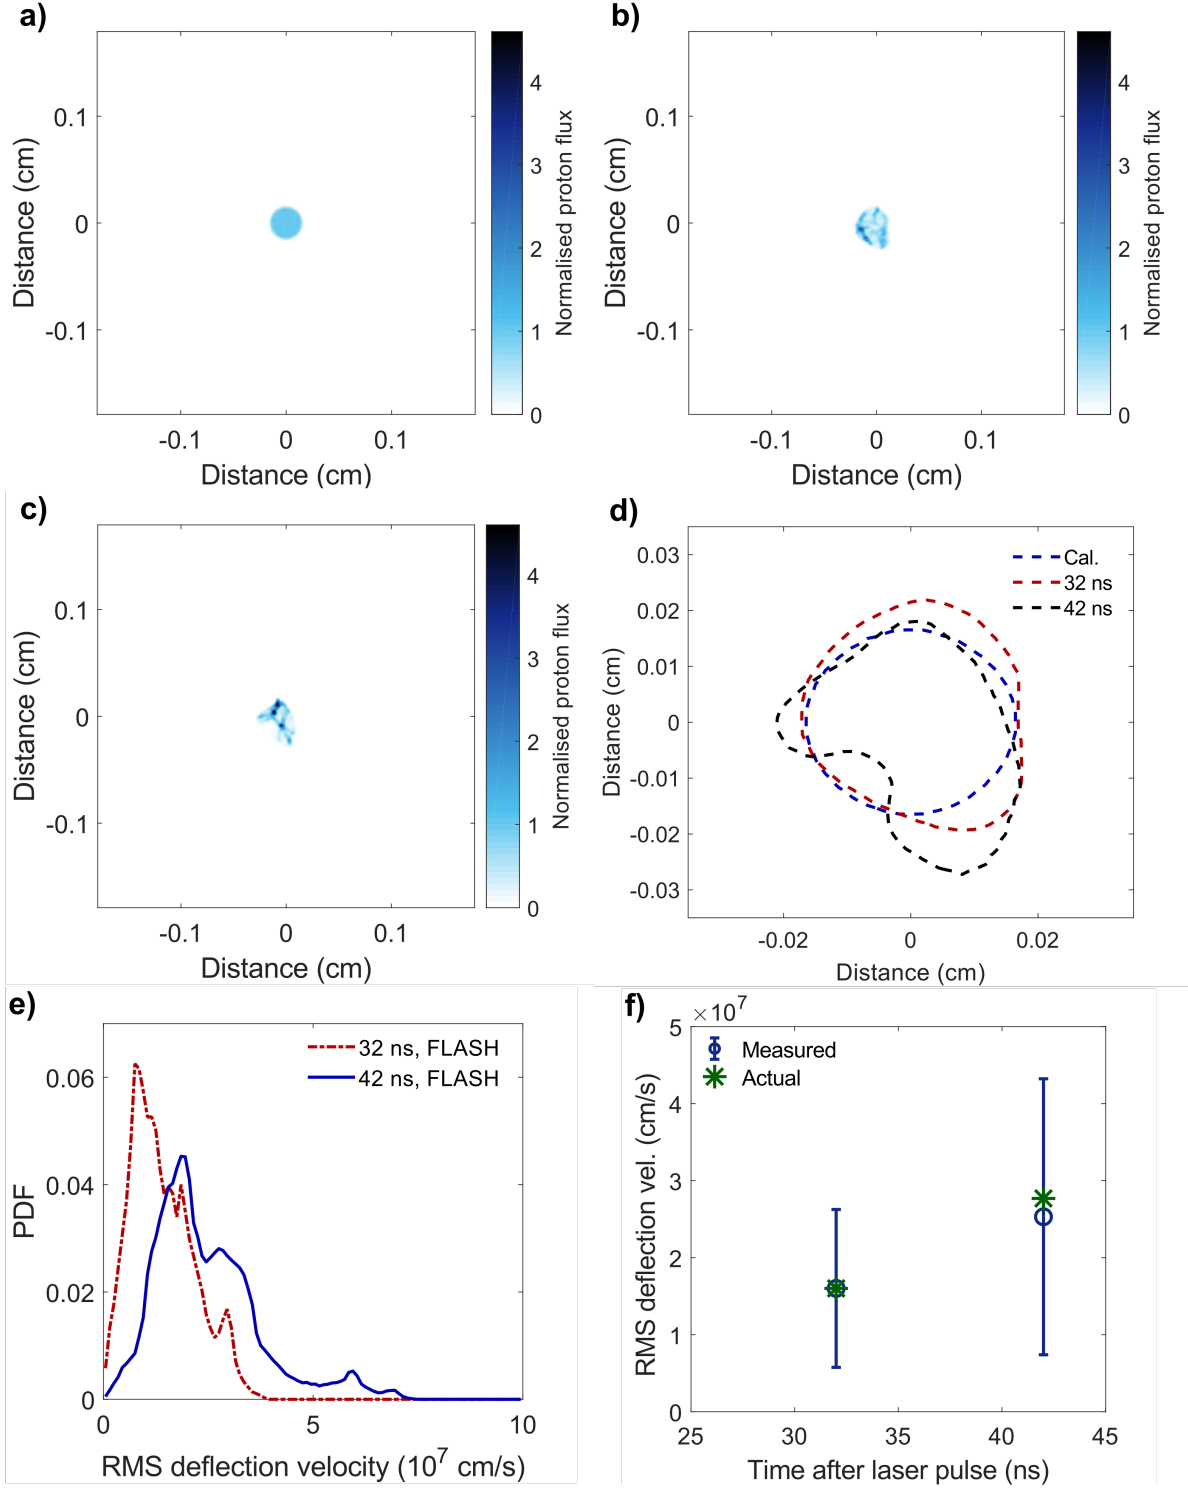 a)
0.1
0
-0.1
Distance (cm)
-0.1 0 0.1
Distance (cm)
4
3
2
1
0
Normalised proton flux
b)
0.1
0
-0.1
Distance (cm)
-0.1 0 0.1
Distance (cm)
4
3
2
1
0
Normalised proton flux
c)
0.1
0
-0.1
Distance (cm)
-0.1 0 0.1
Distance (cm)
4
3
2
1
0
Normalised proton flux
d)
0.03
0.02
0.01
0
-0.01
-0.02
-0.03
Distance (cm)
Cal.
32 ns
42 ns
-0.02 0 0.02
Distance (cm)
e)
0.06
0.04
0.02
0
PDF
32 ns, FLASH
42 ns, FLASH
0 5 10
RMS deflection velocity (10^7 cm/s)
f)
×10^7
5
4
3
2
1
0
RMS deflection vel. (cm/s)
Measured
Actual
25 30 35 40 45
Time after laser pulse (ns)